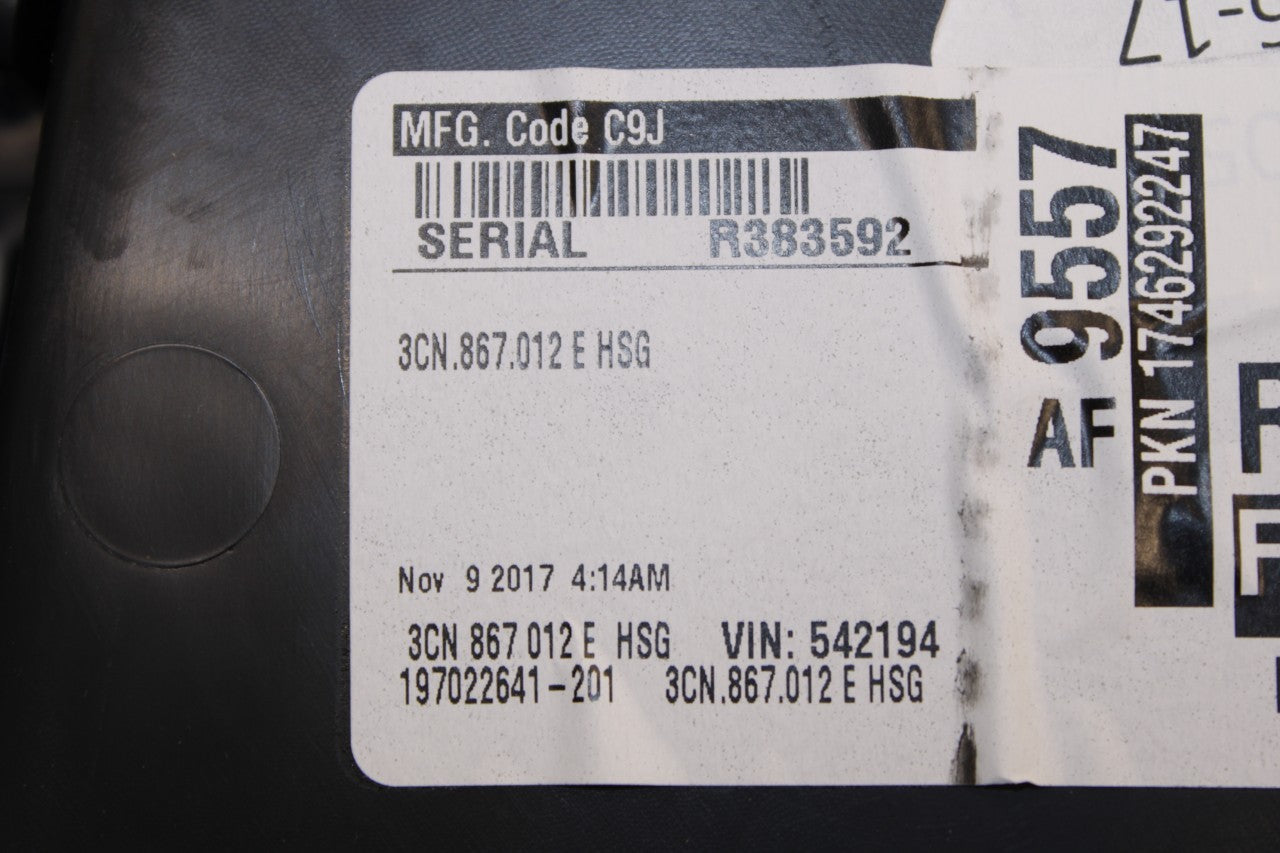 MFG. Code C9J
SERIAL R383592
3CN.867.012 E HSG
Nov 9 2017 4:14AM
3CN 867 012 E HSG VIN: 542194
197022641-201 3CN.867.012 E HSG
AF 9557
PKN 1746292247